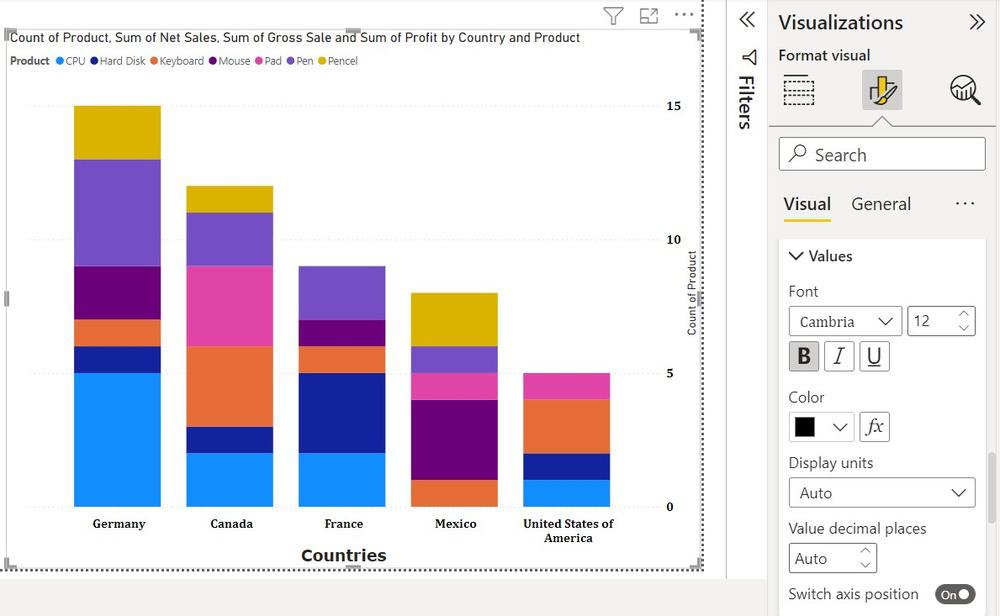 Count of Product, Sum of Net Sales, Sum of Gross Sale and Sum of Profit by Country and Product
Product CPU Hard Disk Keyboard Mouse Pad Pen Pencel
15
10
5
0
Count of Product
Germany Canada France Mexico United States of
America
Countries
Filters
Visualizations
Format visual
Search
Visual General
Values
Font
Cambria 12
B I U
Color
fx
Display units
Auto
Value decimal places
Auto
Switch axis position On